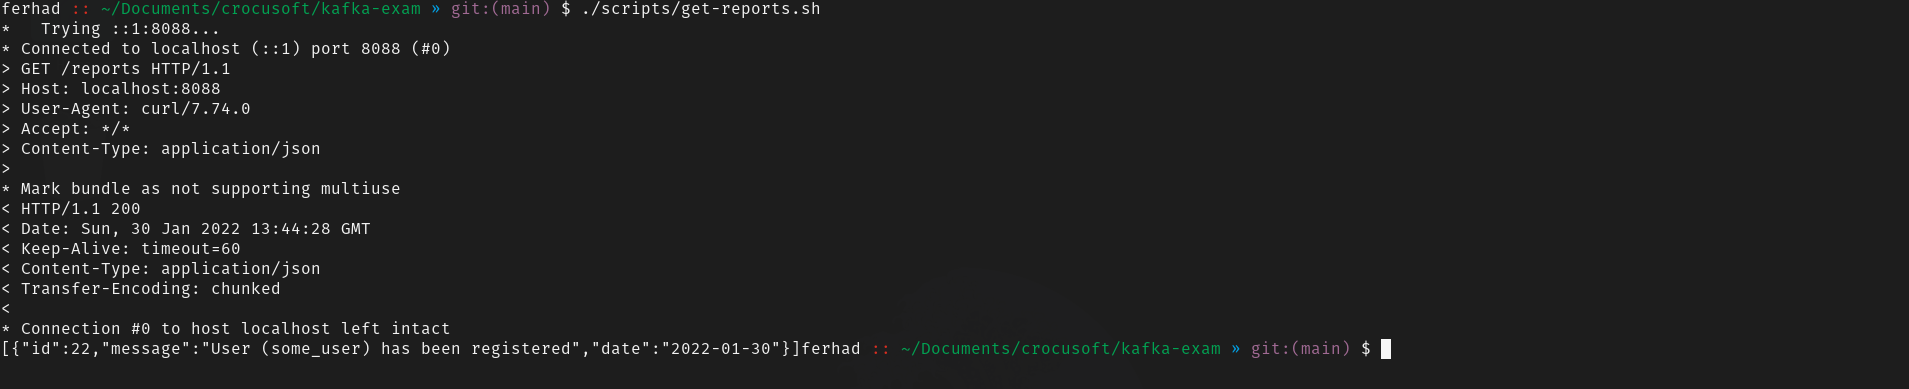 ferhad :: ~/Documents/crocusoft/kafka-exam » git:(main) $ ./scripts/get-reports.sh
*   Trying ::1:8088...
* Connected to localhost (::1) port 8088 (#0)
> GET /reports HTTP/1.1
> Host: localhost:8088
> User-Agent: curl/7.74.0
> Accept: */*
> Content-Type: application/json
>
* Mark bundle as not supporting multiuse
< HTTP/1.1 200
< Date: Sun, 30 Jan 2022 13:44:28 GMT
< Keep-Alive: timeout=60
< Content-Type: application/json
< Transfer-Encoding: chunked
<
* Connection #0 to host localhost left intact
[{"id":22,"message":"User (some_user) has been registered","date":"2022-01-30"}]ferhad :: ~/Documents/crocusoft/kafka-exam » git:(main) $